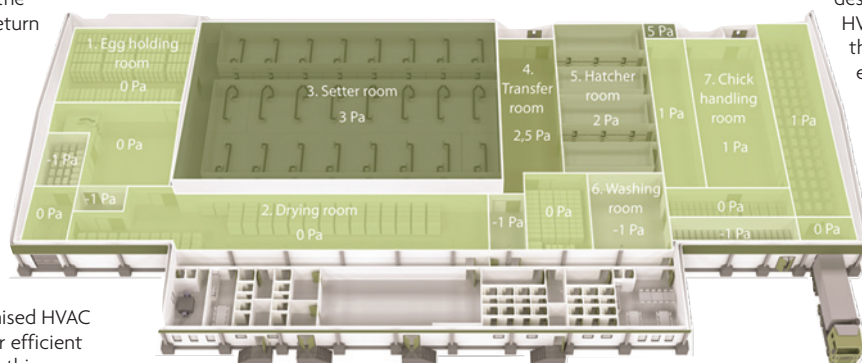 the
eturn
des
HV
th
e
1. Egg holding
room
0 Pa
3. Setter room
3 Pa
4.
Transfer
room
2,5 Pa
5. Hatcher
room
2 Pa
5 Pa
1 Pa
7. Chick
handling
room
1 Pa
1 Pa
0 Pa
-1 Pa
0 Pa
-1 Pa
2. Drying room
0 Pa
-1 Pa
0 Pa
6. Washing
room
-1 Pa
0 Pa
-1 Pa
0 Pa
ised HVAC
r efficient